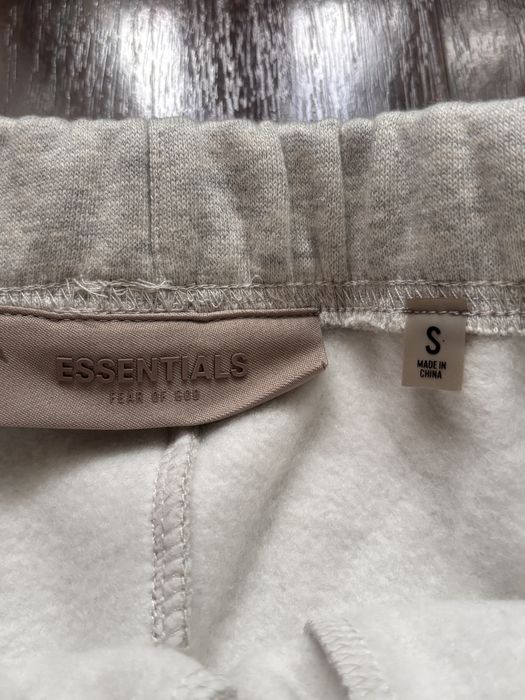 ESSENTIALS
FEAR OF GOD
S
MADE IN
CHINA